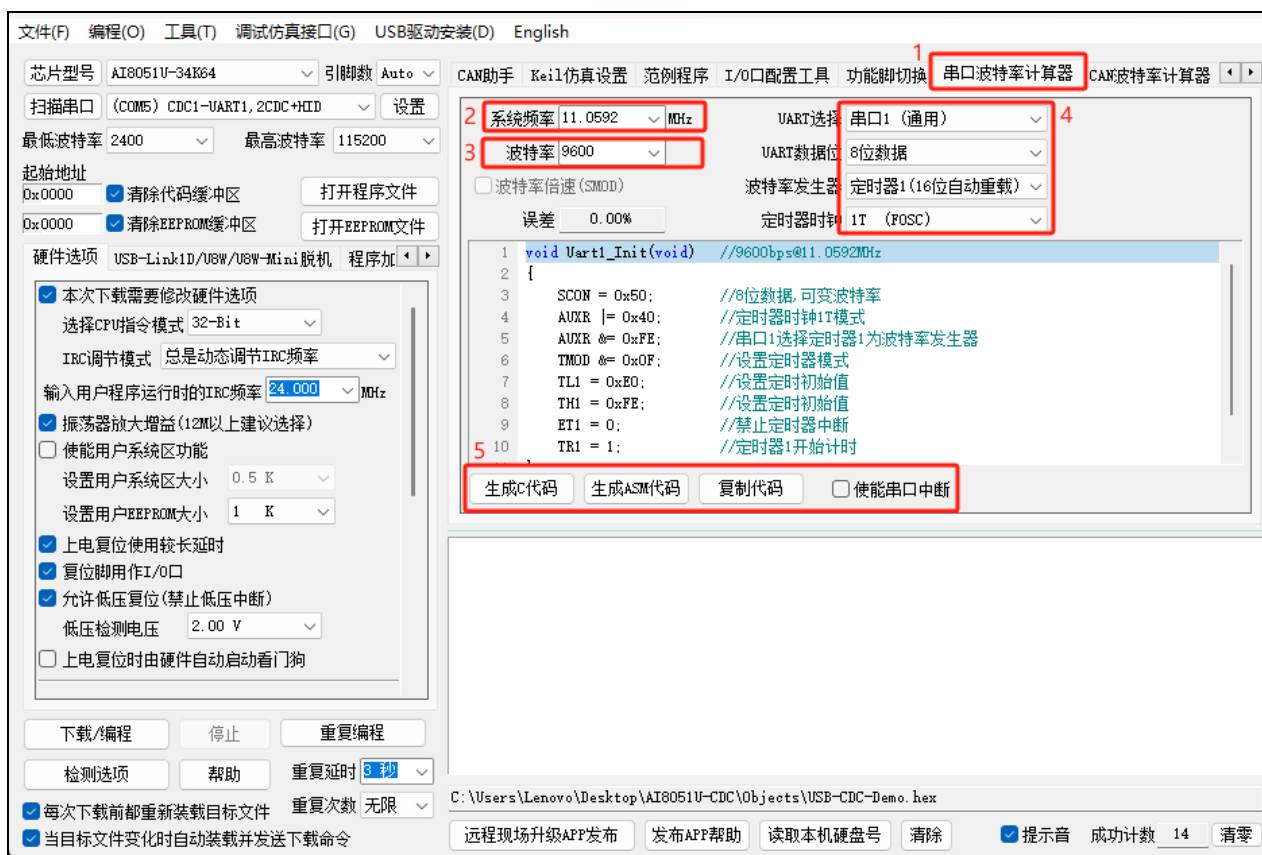 文件(F) 编程(O) 工具(T) 调试仿真接口(G) USB驱动安装(D) English
芯片型号 AI8051U-34K64 引脚数 Auto
扫描串口 (COM5) CDC1-UART1,2CDC+HID 设置
最低波特率 2400 最高波特率 115200
起始地址
0x0000 清除代码缓冲区 打开程序文件
0x0000 清除EEPROM缓冲区 打开EEPROM文件
硬件选项 USB-Link1D/U8W/U8W-Mini脱机 程序加
本次下载需要修改硬件选项
选择CPU指令模式 32-Bit
IRC调节模式 总是动态调节IRC频率
输入用户程序运行时的IRC频率 24.000 MHz
振荡器放大增益(12M以上建议选择)
使能用户系统区功能
设置用户系统区大小 0.5 K
设置用户EEPROM大小 1 K
上电复位使用较长延时
复位脚用作I/O口
允许低压复位(禁止低压中断)
低压检测电压 2.00 V
上电复位时由硬件自动启动看门狗
下载/编程 停止 重复编程
检测选项 帮助 重复延时 3 秒
每次下载前都重新装载目标文件 重复次数 无限
当目标文件变化时自动装载并发送下载命令
1
CAN助手 Keil仿真设置 范例程序 I/O口配置工具 功能脚切换 串口波特率计算器 CAN波特率计算器
2 系统频率 11.0592 MHz UART选择 串口1 (通用) 4
3 波特率 9600 UART数据位 8位数据
波特率倍速(SMOD) 波特率发生器 定时器1(16位自动重载)
误差 0.00% 定时器时钟 1T (FOSC)
1 void Uart1_Init(void) //9600bps@11.0592MHz
2 {
3 SCON = 0x50; //8位数据,可变波特率
4 AUXR |= 0x40; //定时器时钟1T模式
5 AUXR &= 0xFE; //串口1选择定时器1为波特率发生器
6 TMOD &= 0x0F; //设置定时器模式
7 TL1 = 0xE0; //设置定时初始值
8 TH1 = 0xFE; //设置定时初始值
9 ET1 = 0; //禁止定时器中断
10 TR1 = 1; //定时器1开始计时
5
生成C代码 生成ASM代码 复制代码 使能串口中断
C:\Users\Lenovo\Desktop\AI8051U-CDC\Objects\USB-CDC-Demo.hex
远程现场升级APP发布 发布APP帮助 读取本机硬盘号 清除 提示音 成功计数 14 清零